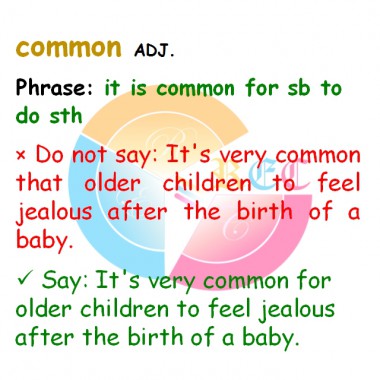 common ADJ.
Phrase: it is common for sb to
do sth
× Do not say: It's very common
that older children to feel
jealous after the birth of a
baby.
✓ Say: It's very common for
older children to feel jealous
after the birth of a baby.